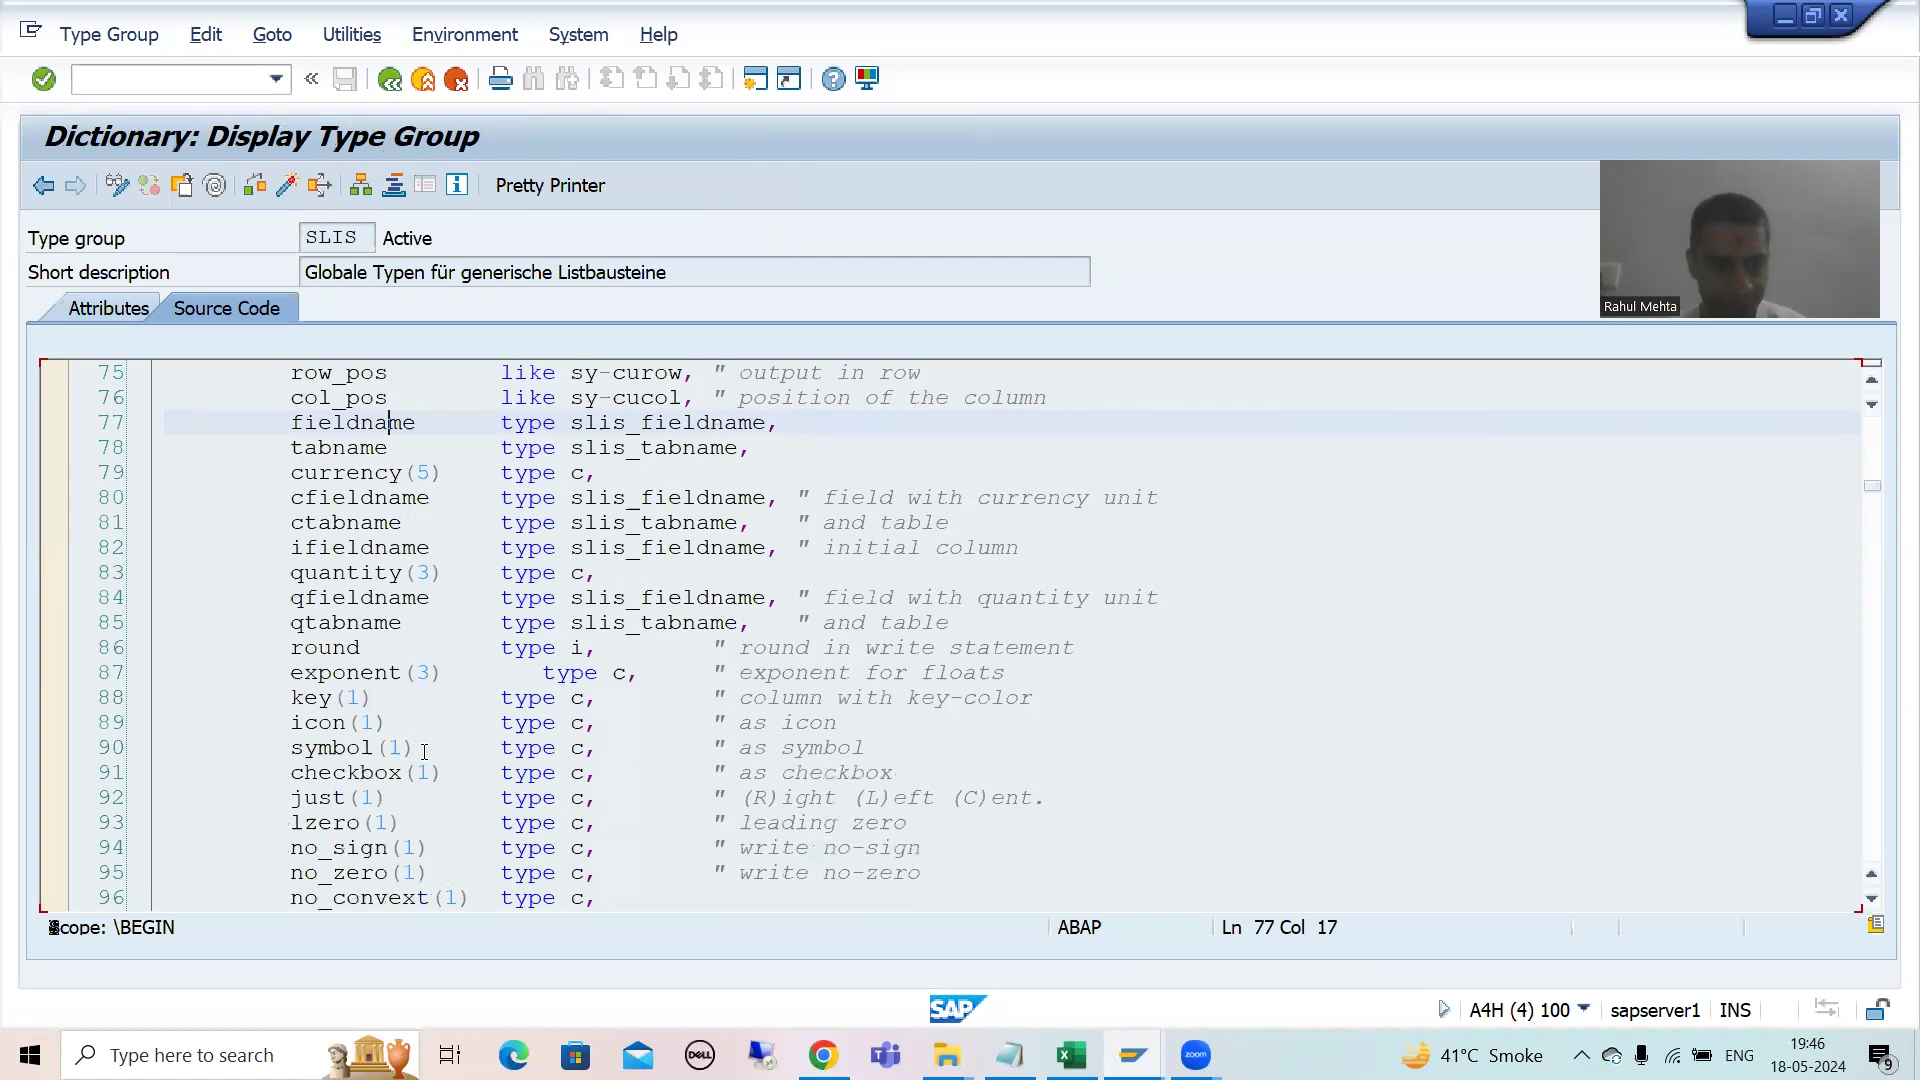 Type Group Edit Goto Utilities Environment System Help
Dictionary: Display Type Group
Pretty Printer
Type group SLIS Active
Short description Globale Typen für generische Listbausteine
Rahul Mehta
Attributes Source Code
75 row_pos like sy-curow, " output in row
76 col_pos like sy-cucol, " position of the column
77 fieldname type slis_fieldname,
78 tabname type slis_tabname,
79 currency(5) type c,
80 cfieldname type slis_fieldname, " field with currency unit
81 ctabname type slis_tabname, " and table
82 ifieldname type slis_fieldname, " initial column
83 quantity(3) type c,
84 qfieldname type slis_fieldname, " field with quantity unit
85 qtabname type slis_tabname, " and table
86 round type i, " round in write statement
87 exponent(3) type c, " exponent for floats
88 key(1) type c, " column with key-color
89 icon(1) type c, " as icon
90 symbol(1) type c, " as symbol
91 checkbox(1) type c, " as checkbox
92 just(1) type c, " (R)ight (L)eft (C)ent.
93 lzero(1) type c, " leading zero
94 no_sign(1) type c, " write no-sign
95 no_zero(1) type c, " write no-zero
96 no_convext(1) type c,
Scope: \BEGIN ABAP Ln 77 Col 17
SAP A4H (4) 100 sapserver1 INS
Type here to search DELL zoom 41°C Smoke ENG 19:46
18-05-2024 9